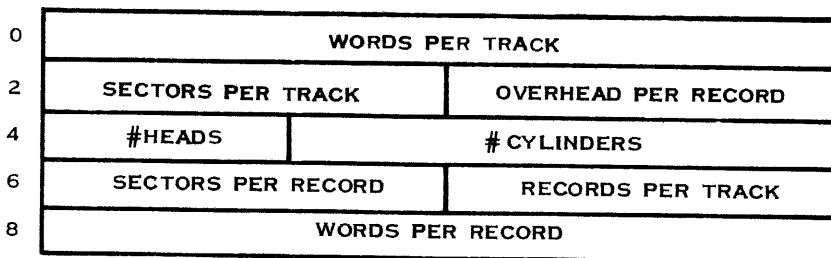 0 WORDS PER TRACK
2 SECTORS PER TRACK OVERHEAD PER RECORD
4 #HEADS #CYLINDERS
6 SECTORS PER RECORD RECORDS PER TRACK
8 WORDS PER RECORD